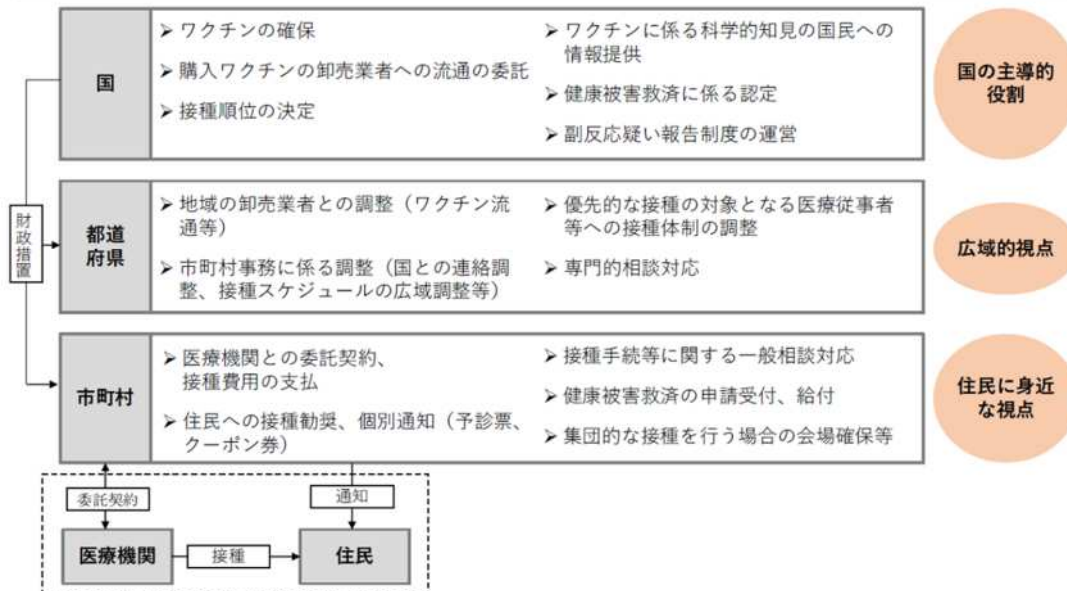 国
➢ ワクチンの確保
➢ 購入ワクチンの卸売業者への流通の委託
➢ 接種順位の決定
➢ ワクチンに係る科学的知見の国民への
情報提供
➢ 健康被害救済に係る認定
➢ 副反応疑い報告制度の運営
国の主導的
役割
財政措置
都道
府県
➢ 地域の卸売業者との調整（ワクチン流
通等）
➢ 市町村事務に係る調整（国との連絡調
整、接種スケジュールの広域調整等）
➢ 優先的な接種の対象となる医療従事者
等への接種体制の調整
➢ 専門的相談対応
広域的視点
市町村
➢ 医療機関との委託契約、
接種費用の支払
➢ 住民への接種勧奨、個別通知（予診票、
クーポン券）
➢ 接種手続等に関する一般相談対応
➢ 健康被害救済の申請受付、給付
➢ 集団的な接種を行う場合の会場確保等
住民に身近
な視点
委託契約
通知
医療機関
接種
住民